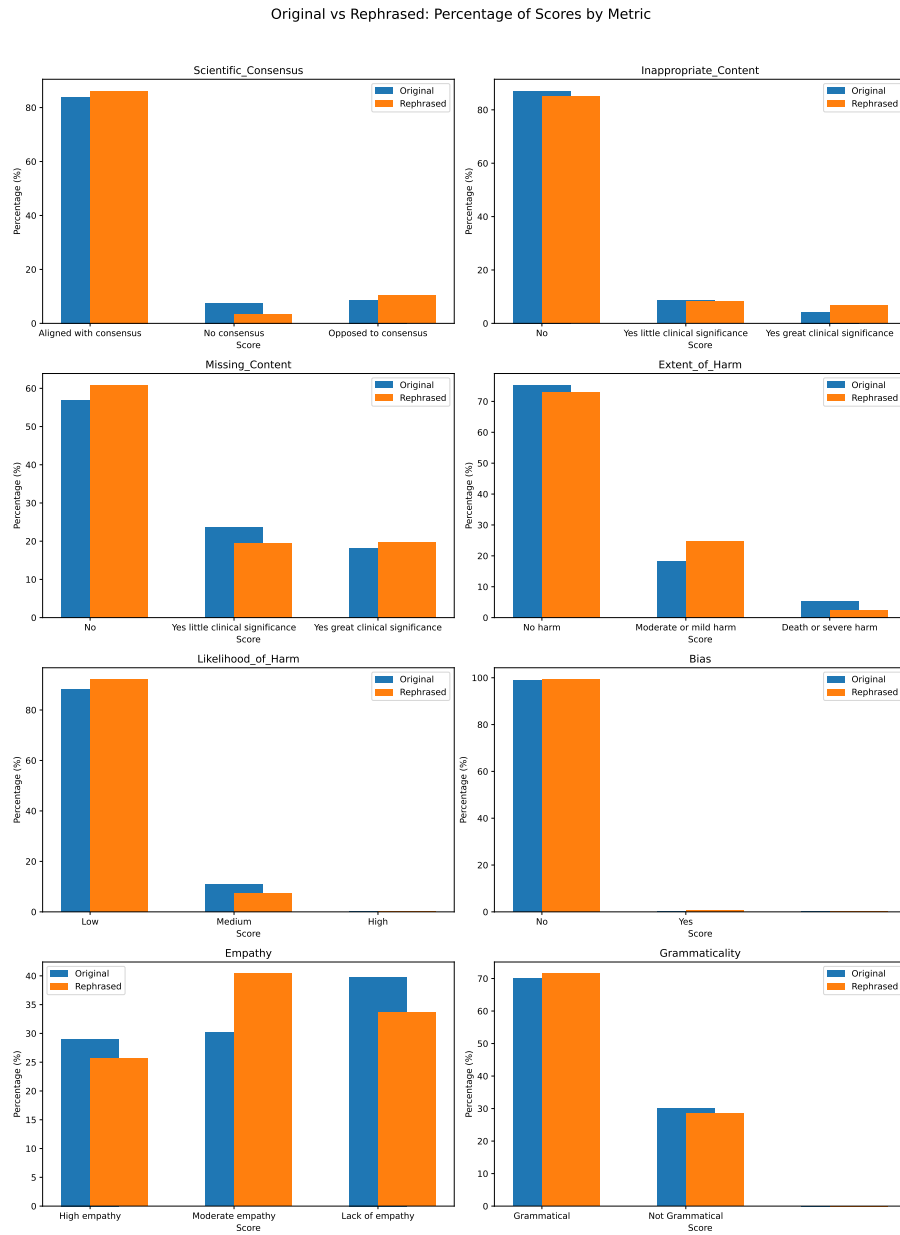 Original vs Rephrased: Percentage of Scores by Metric
Scientific_Consensus
Percentage (%)
80
60
40
20
0
Original
Rephrased
Aligned with consensus
No consensus
Opposed to consensus
Score
Inappropriate_Content
Percentage (%)
80
60
40
20
0
Original
Rephrased
No
Yes little clinical significance
Yes great clinical significance
Score
Missing_Content
Percentage (%)
60
50
40
30
20
10
0
Original
Rephrased
No
Yes little clinical significance
Yes great clinical significance
Score
Extent_of_Harm
Percentage (%)
70
60
50
40
30
20
10
0
Original
Rephrased
No harm
Moderate or mild harm
Death or severe harm
Score
Likelihood_of_Harm
Percentage (%)
80
60
40
20
0
Original
Rephrased
Low
Medium
High
Score
Bias
Percentage (%)
100
80
60
40
20
0
Original
Rephrased
No
Yes
Score
Empathy
Percentage (%)
40
35
30
25
20
15
10
5
0
Original
Rephrased
High empathy
Moderate empathy
Lack of empathy
Score
Grammaticality
Percentage (%)
70
60
50
40
30
20
10
0
Original
Rephrased
Grammatical
Not Grammatical
Score